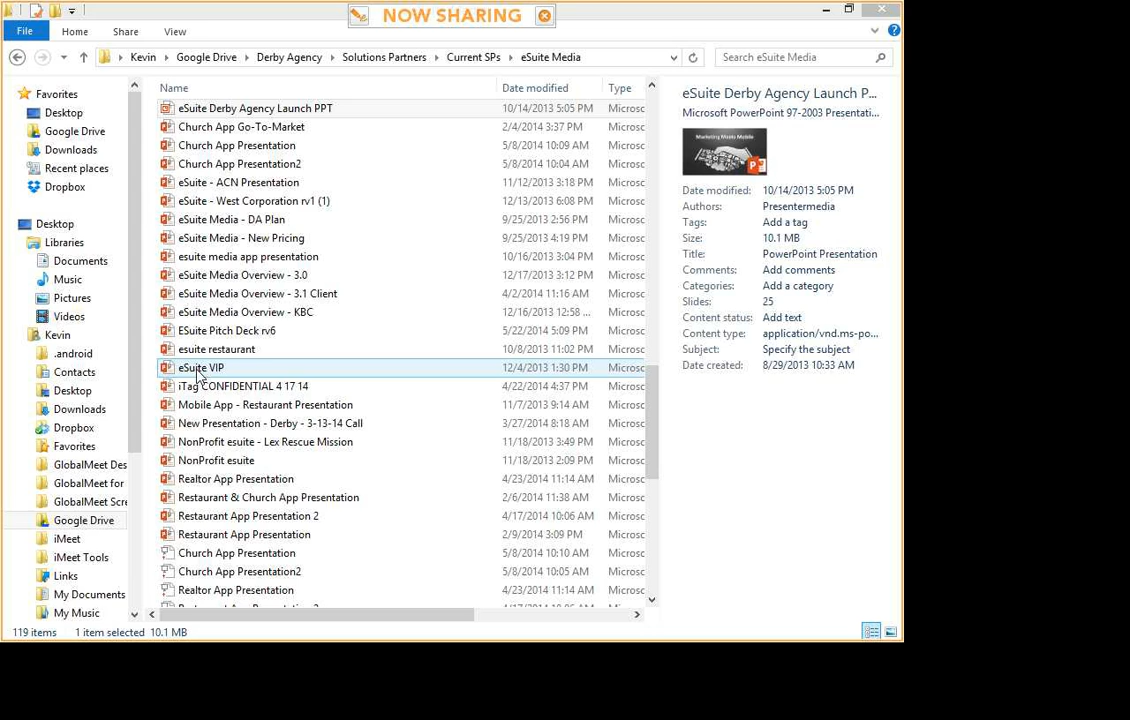 NOW SHARING
File
Home
Share
View
Kevin
Google Drive
Derby Agency
Solutions Partners
Current SPs
eSuite Media
Search eSuite Media
Name Date modified Type
Favorites
Desktop
Google Drive
Downloads
Recent places
Dropbox
Desktop
Libraries
Documents
Music
Pictures
Videos
Kevin
.android
Contacts
Desktop
Downloads
Dropbox
Favorites
GlobalMeet Des
GlobalMeet for
GlobalMeet Scre
Google Drive
iMeet
iMeet Tools
Links
My Documents
My Music
eSuite Derby Agency Launch PPT 10/14/2013 5:05 PM Microsc
Church App Go-To-Market 2/4/2014 3:37 PM Microsc
Church App Presentation 5/8/2014 10:09 AM Microsc
Church App Presentation2 5/8/2014 10:04 AM Microsc
eSuite - ACN Presentation 11/12/2013 3:18 PM Microsc
eSuite - West Corporation rv1 (1) 12/13/2013 6:08 PM Microsc
eSuite Media - DA Plan 9/25/2013 2:56 PM Microsc
eSuite Media - New Pricing 9/25/2013 4:19 PM Microsc
esuite media app presentation 10/16/2013 3:04 PM Microsc
eSuite Media Overview - 3.0 12/17/2013 3:12 PM Microsc
eSuite Media Overview - 3.1 Client 4/2/2014 11:16 AM Microsc
eSuite Media Overview - KBC 12/16/2013 12:58 ... Microsc
ESuite Pitch Deck rv6 5/22/2014 5:09 PM Microsc
esuite restaurant 10/8/2013 11:02 PM Microsc
eSuite VIP 12/4/2013 1:30 PM Microsc
iTag CONFIDENTIAL 4 17 14 4/22/2014 4:37 PM Microsc
Mobile App - Restaurant Presentation 11/7/2013 9:14 AM Microsc
New Presentation - Derby - 3-13-14 Call 3/27/2014 8:18 AM Microsc
NonProfit esuite - Lex Rescue Mission 11/18/2013 3:49 PM Microsc
NonProfit esuite 11/18/2013 2:09 PM Microsc
Realtor App Presentation 4/23/2014 11:14 AM Microsc
Restaurant & Church App Presentation 2/6/2014 11:38 AM Microsc
Restaurant App Presentation 2 4/17/2014 10:06 AM Microsc
Restaurant App Presentation 2/9/2014 3:09 PM Microsc
Church App Presentation 5/8/2014 10:10 AM Microsc
Church App Presentation2 5/8/2014 10:05 AM Microsc
Realtor App Presentation 4/23/2014 11:14 AM Microsc
eSuite Derby Agency Launch P...
Microsoft PowerPoint 97-2003 Presentati...
Marketing Meets Mobile
Date modified: 10/14/2013 5:05 PM
Authors: Presentermedia
Tags: Add a tag
Size: 10.1 MB
Title: PowerPoint Presentation
Comments: Add comments
Categories: Add a category
Slides: 25
Content status: Add text
Content type: application/vnd.ms-po...
Subject: Specify the subject
Date created: 8/29/2013 10:33 AM
119 items 1 item selected 10.1 MB